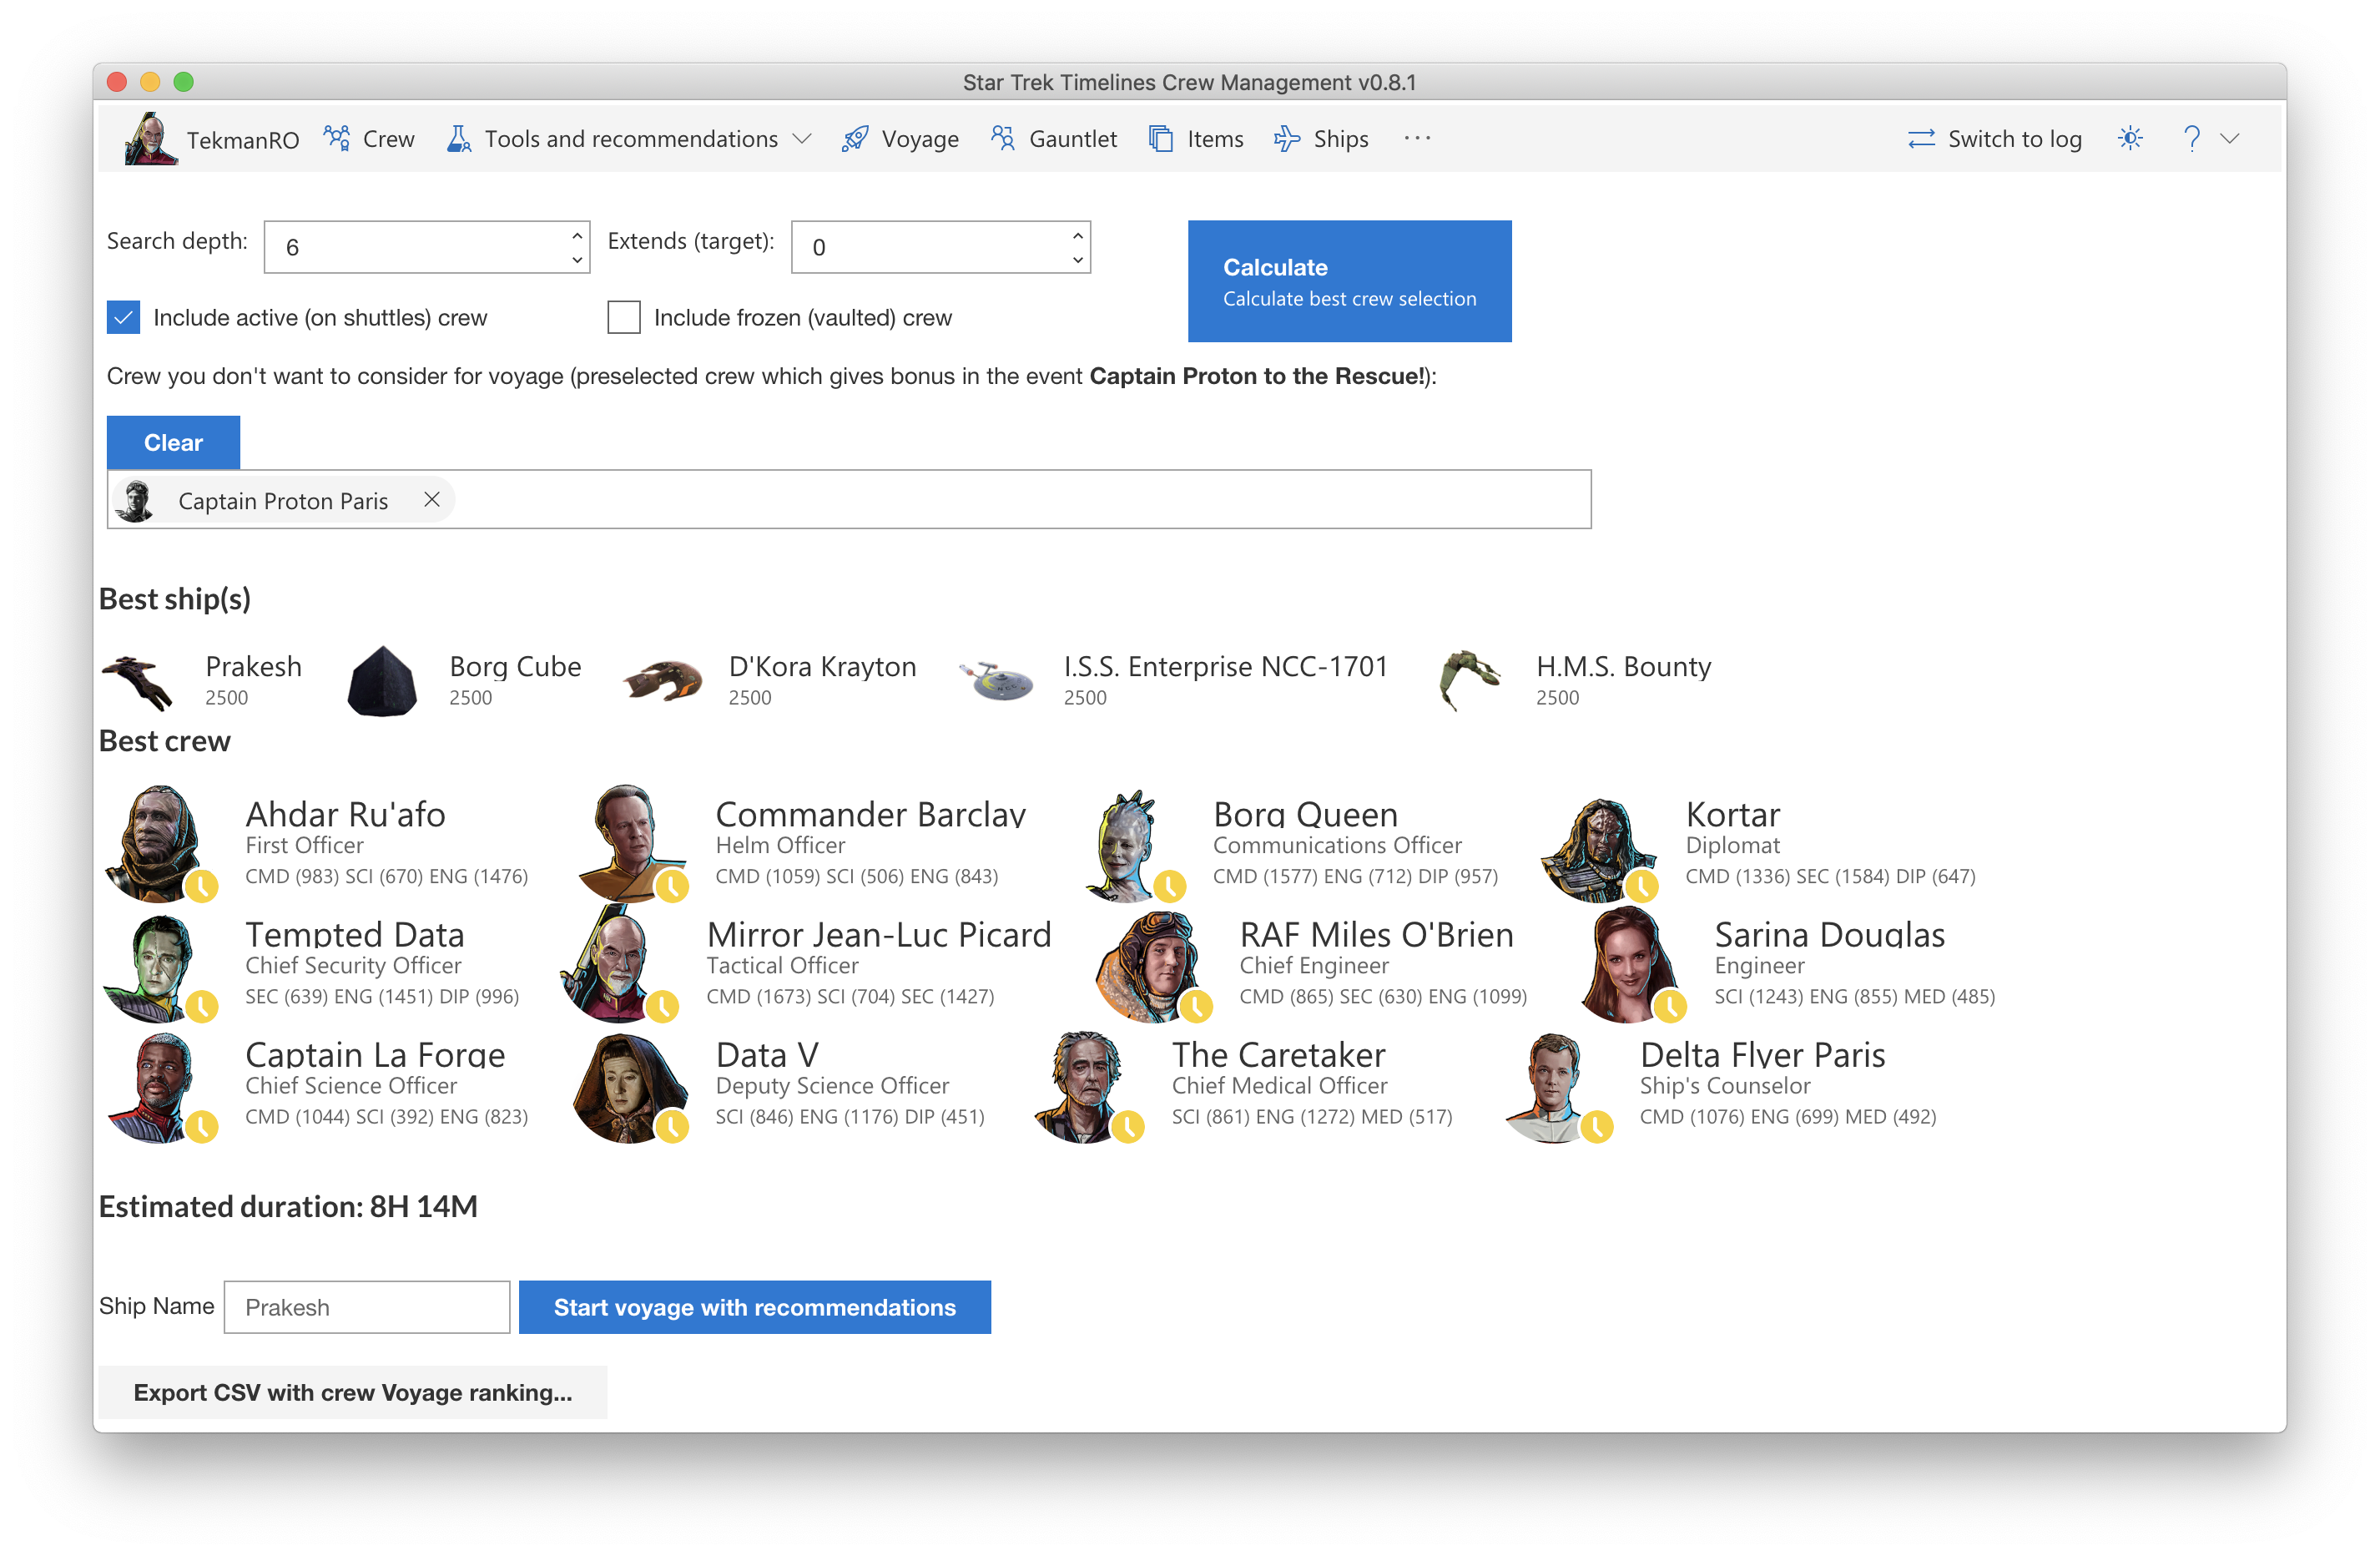 Star Trek Timelines Crew Management v0.8.1
TekmanRO Crew Tools and recommendations Voyage Gauntlet Items Ships ··· Switch to log ?
Search depth: 6 Extends (target): 0
Calculate
Calculate best crew selection
Include active (on shuttles) crew Include frozen (vaulted) crew
Crew you don't want to consider for voyage (preselected crew which gives bonus in the event Captain Proton to the Rescue!):
Clear
Captain Proton Paris
Best ship(s)
Prakesh Borg Cube D'Kora Krayton I.S.S. Enterprise NCC-1701 H.M.S. Bounty
2500 2500 2500 2500 2500
Best crew
Ahdar Ru'afo Commander Barclay Borg Queen Kortar
First Officer Helm Officer Communications Officer Diplomat
CMD (983) SCI (670) ENG (1476) CMD (1059) SCI (506) ENG (843) CMD (1577) ENG (712) DIP (957) CMD (1336) SEC (1584) DIP (647)
Tempted Data Mirror Jean-Luc Picard RAF Miles O'Brien Sarina Douglas
Chief Security Officer Tactical Officer Chief Engineer Engineer
SEC (639) ENG (1451) DIP (996) CMD (1673) SCI (704) SEC (1427) CMD (865) SEC (630) ENG (1099) SCI (1243) ENG (855) MED (485)
Captain La Forge Data V The Caretaker Delta Flyer Paris
Chief Science Officer Deputy Science Officer Chief Medical Officer Ship's Counselor
CMD (1044) SCI (392) ENG (823) SCI (846) ENG (1176) DIP (451) SCI (861) ENG (1272) MED (517) CMD (1076) ENG (699) MED (492)
Estimated duration: 8H 14M
Ship Name Prakesh Start voyage with recommendations
Export CSV with crew Voyage ranking...